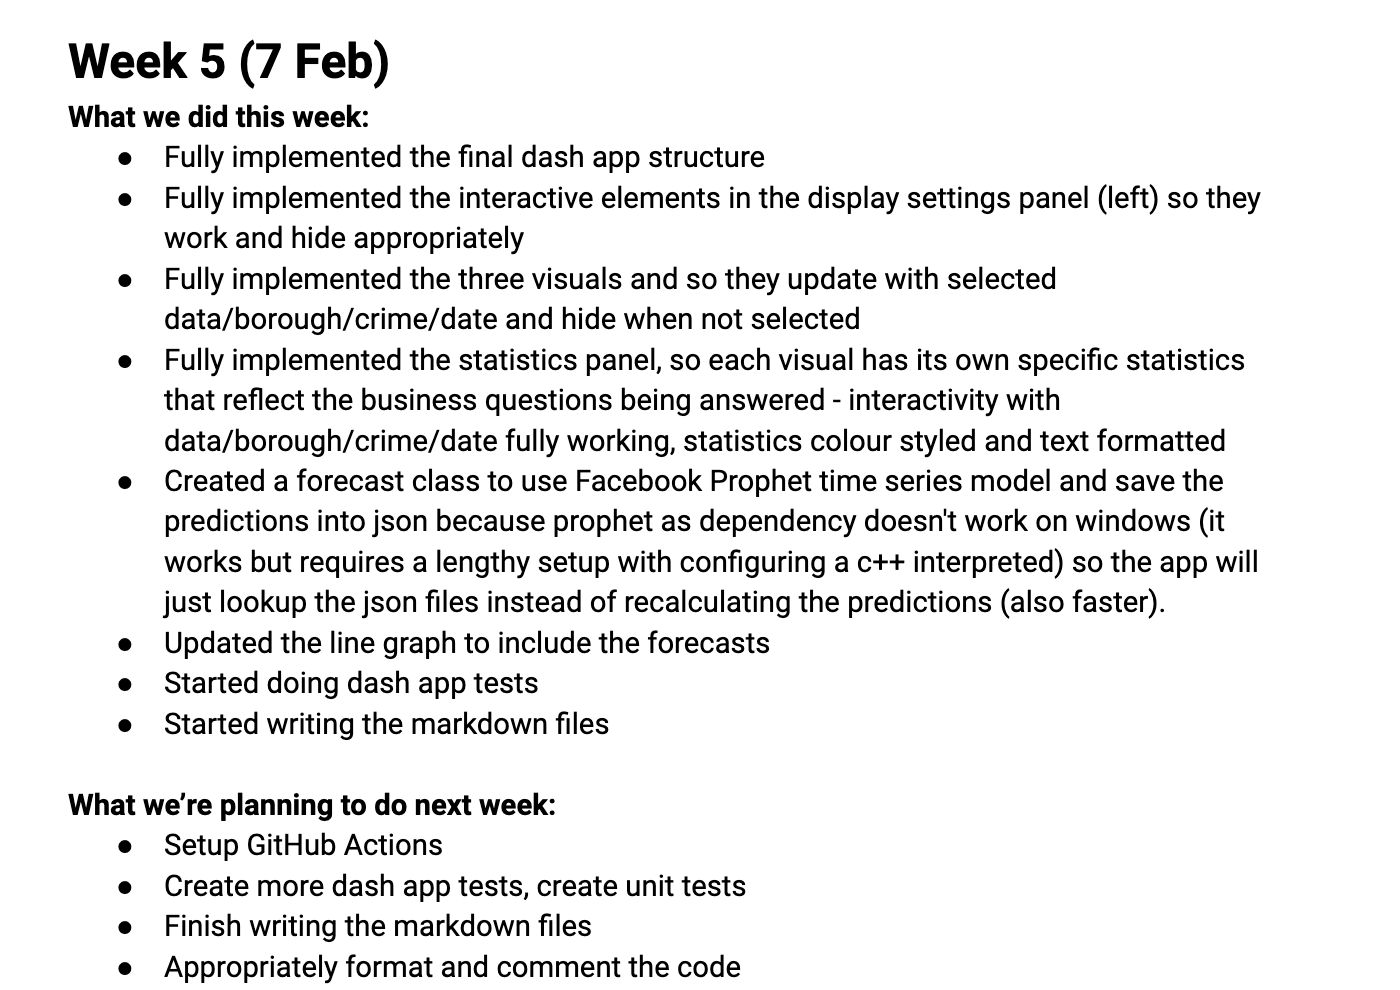 Week 5 (7 Feb)
What we did this week:
● Fully implemented the final dash app structure
● Fully implemented the interactive elements in the display settings panel (left) so they
work and hide appropriately
● Fully implemented the three visuals and so they update with selected
data/borough/crime/date and hide when not selected
● Fully implemented the statistics panel, so each visual has its own specific statistics
that reflect the business questions being answered - interactivity with
data/borough/crime/date fully working, statistics colour styled and text formatted
● Created a forecast class to use Facebook Prophet time series model and save the
predictions into json because prophet as dependency doesn't work on windows (it
works but requires a lengthy setup with configuring a c++ interpreted) so the app will
just lookup the json files instead of recalculating the predictions (also faster).
● Updated the line graph to include the forecasts
● Started doing dash app tests
● Started writing the markdown files
What we’re planning to do next week:
● Setup GitHub Actions
● Create more dash app tests, create unit tests
● Finish writing the markdown files
● Appropriately format and comment the code